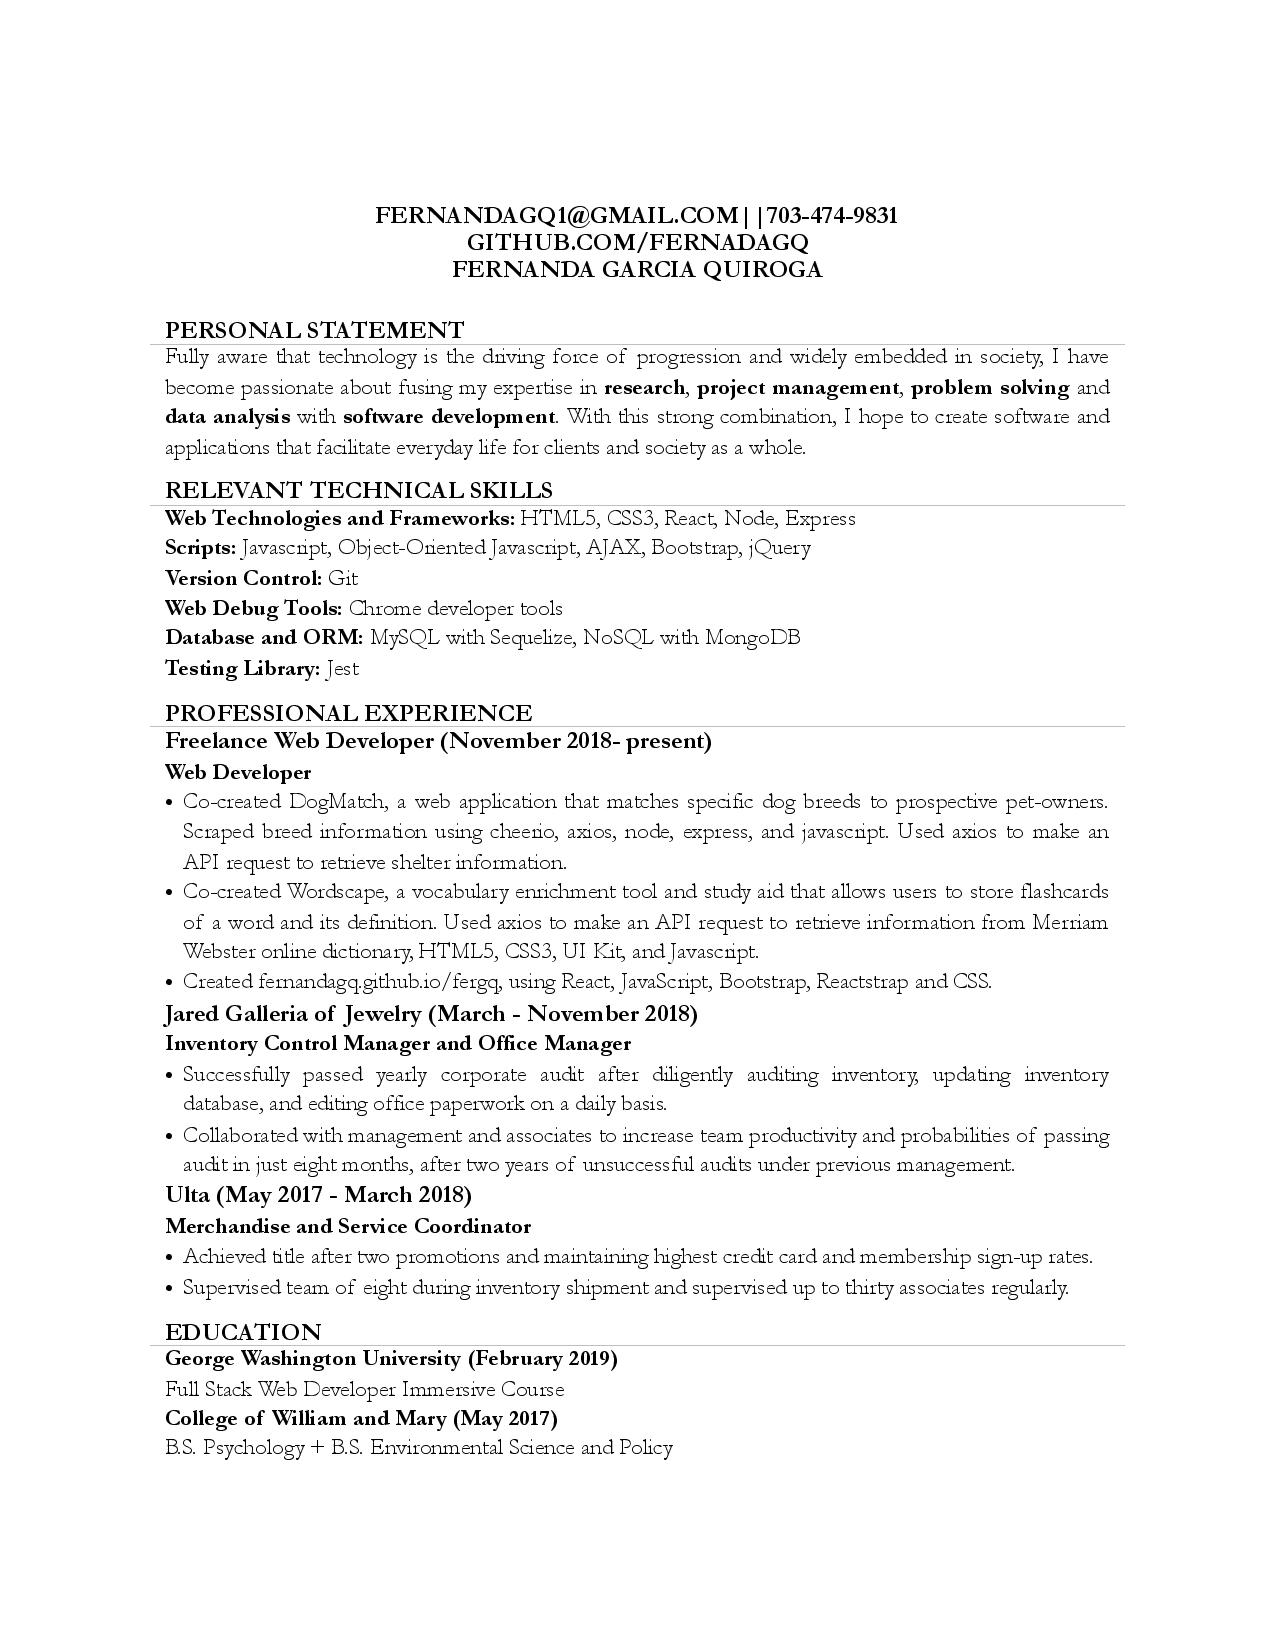 FERNANDAGQ1@GMAIL.COM||703-474-9831
GITHUB.COM/FERNADAGQ
FERNANDA GARCIA QUIROGA
PERSONAL STATEMENT
Fully aware that technology is the driving force of progression and widely embedded in society, I have
become passionate about fusing my expertise in research, project management, problem solving and
data analysis with software development. With this strong combination, I hope to create software and
applications that facilitate everyday life for clients and society as a whole.
RELEVANT TECHNICAL SKILLS
Web Technologies and Frameworks: HTML5, CSS3, React, Node, Express
Scripts: Javascript, Object-Oriented Javascript, AJAX, Bootstrap, jQuery
Version Control: Git
Web Debug Tools: Chrome developer tools
Database and ORM: MySQL with Sequelize, NoSQL with MongoDB
Testing Library: Jest
PROFESSIONAL EXPERIENCE
Freelance Web Developer (November 2018- present)
Web Developer
• Co-created DogMatch, a web application that matches specific dog breeds to prospective pet-owners.
Scraped breed information using cheerio, axios, node, express, and javascript. Used axios to make an
API request to retrieve shelter information.
• Co-created Wordscape, a vocabulary enrichment tool and study aid that allows users to store flashcards
of a word and its definition. Used axios to make an API request to retrieve information from Merriam
Webster online dictionary, HTML5, CSS3, UI Kit, and Javascript.
• Created fernandagq.github.io/fergq, using React, JavaScript, Bootstrap, Reactstrap and CSS.
Jared Galleria of Jewelry (March - November 2018)
Inventory Control Manager and Office Manager
• Successfully passed yearly corporate audit after diligently auditing inventory, updating inventory
database, and editing office paperwork on a daily basis.
• Collaborated with management and associates to increase team productivity and probabilities of passing
audit in just eight months, after two years of unsuccessful audits under previous management.
Ulta (May 2017 - March 2018)
Merchandise and Service Coordinator
• Achieved title after two promotions and maintaining highest credit card and membership sign-up rates.
• Supervised team of eight during inventory shipment and supervised up to thirty associates regularly.
EDUCATION
George Washington University (February 2019)
Full Stack Web Developer Immersive Course
College of William and Mary (May 2017)
B.S. Psychology + B.S. Environmental Science and Policy